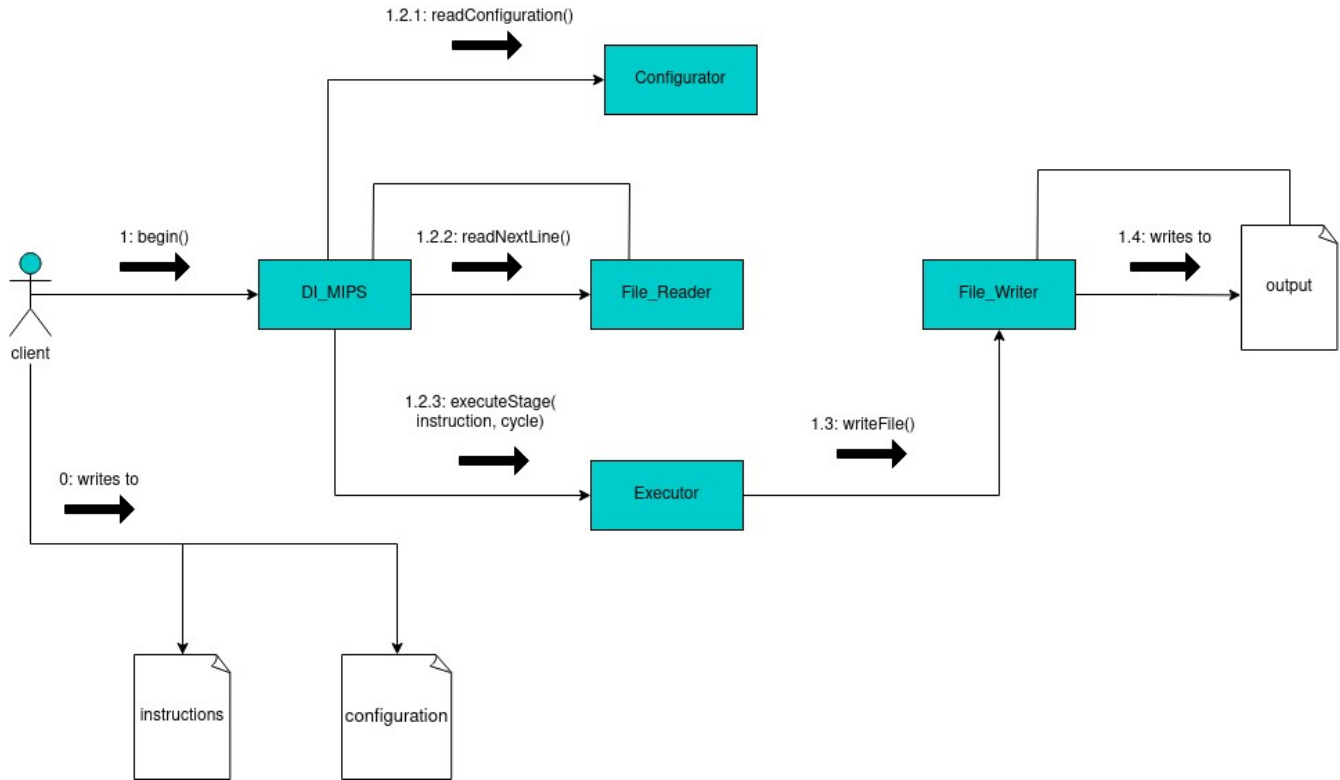 1.2.1: readConfiguration()
Configurator
1: begin()
1.2.2: readNextLine()
1.4: writes to
DI_MIPS
File_Reader
File_Writer
output
client
1.2.3: executeStage(
instruction, cycle)
1.3: writeFile()
0: writes to
Executor
instructions
configuration